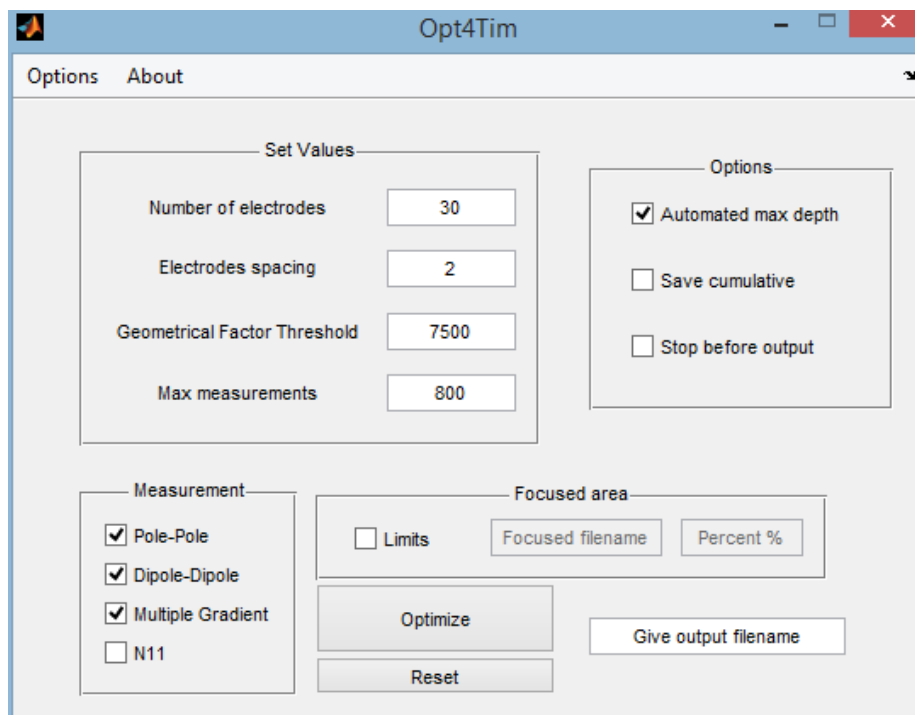 Opt4Tim
Options About
Set Values
Number of electrodes 30
Electrodes spacing 2
Geometrical Factor Threshold 7500
Max measurements 800
Options
Automated max depth
Save cumulative
Stop before output
Measurement
Pole-Pole
Dipole-Dipole
Multiple Gradient
N11
Focused area
Limits Focused filename Percent %
Optimize
Reset
Give output filename